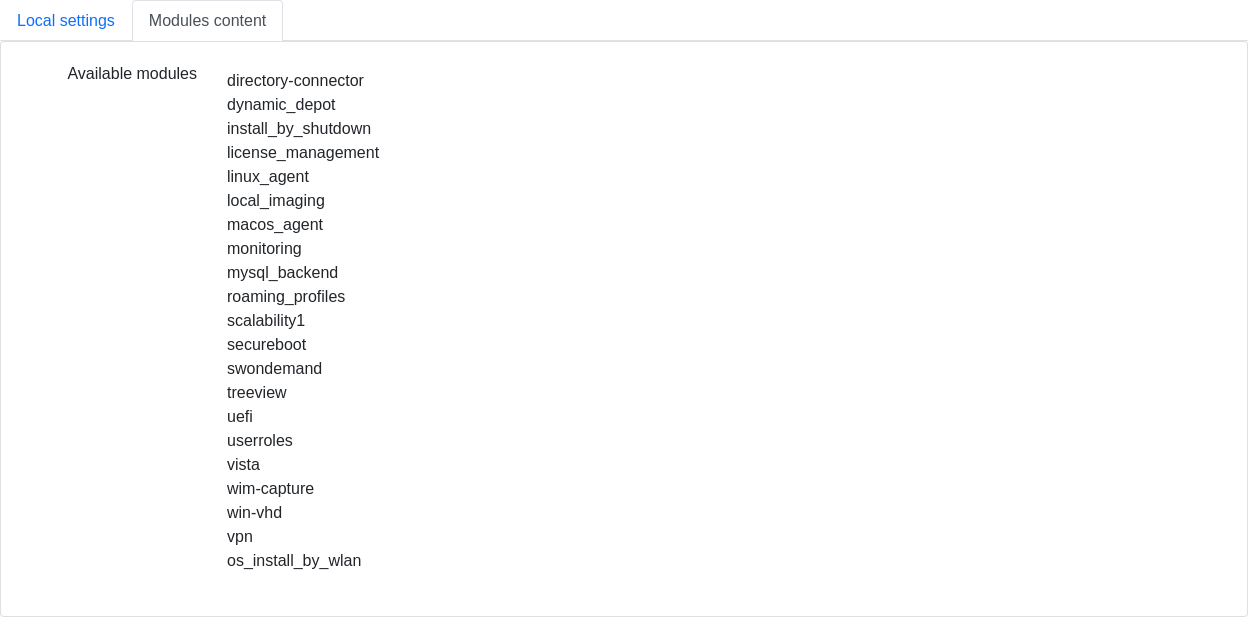 Local settings
Modules content
Available modules
directory-connector
dynamic_depot
install_by_shutdown
license_management
linux_agent
local_imaging
macos_agent
monitoring
mysql_backend
roaming_profiles
scalability1
secureboot
swondemand
treeview
uefi
userroles
vista
wim-capture
win-vhd
vpn
os_install_by_wlan